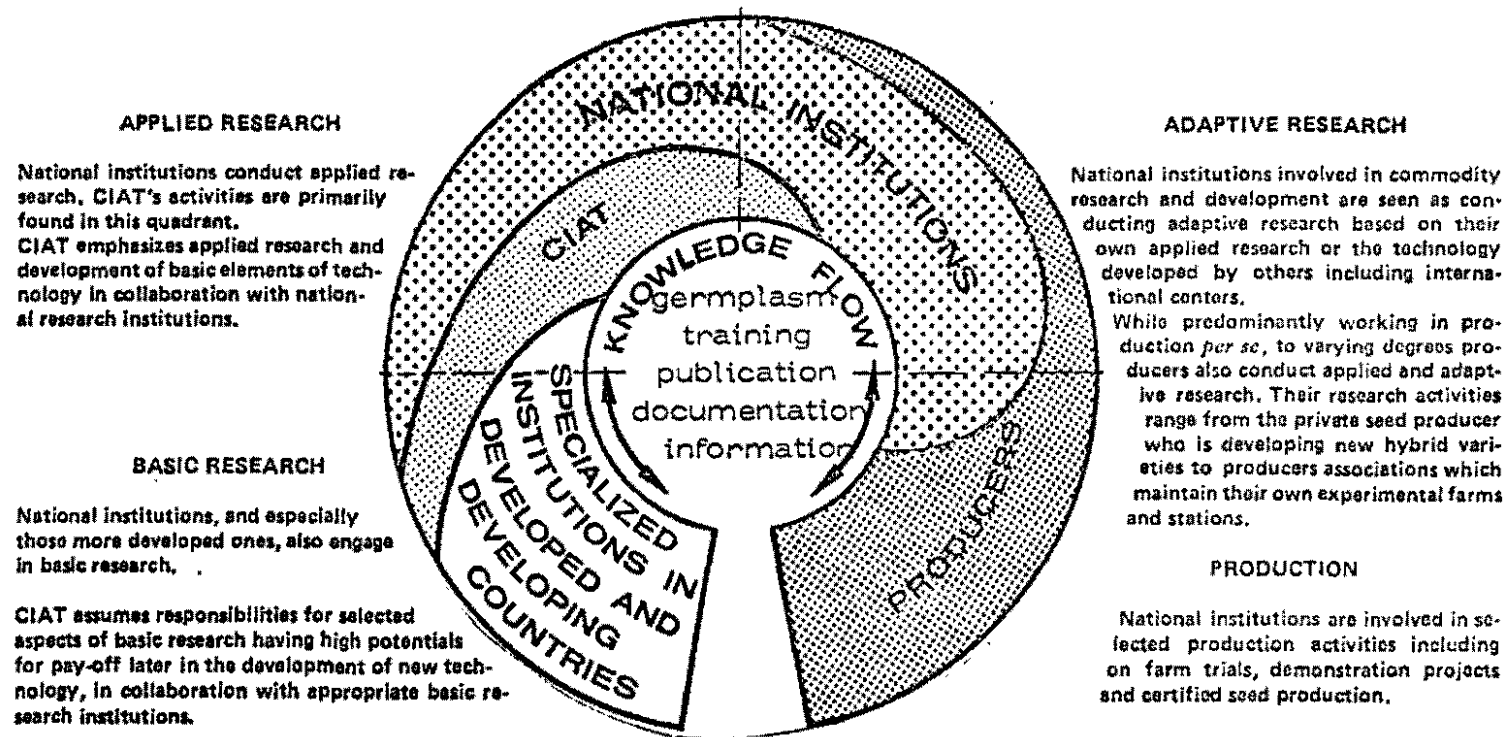 APPLIED RESEARCH
National institutions conduct applied re-
search. CIAT's activities are primarily
found in this quadrant.
CIAT emphasizes applied research and
development of basic elements of tech-
nology in collaboration with nation-
al research institutions.
BASIC RESEARCH
National institutions, and especially
those more developed ones, also engage
in basic research.
CIAT assumes responsibilities for selected
aspects of basic research having high potentials
for pay-off later in the development of new tech-
nology, in collaboration with appropriate basic re-
search institutions.
NATIONAL INSTITUTIONS
CIAT
KNOWLEDGE FLOW
germplasm
training
publication
documentation
information
SPECIALIZED
INSTITUTIONS IN
DEVELOPED AND
DEVELOPING
COUNTRIES
PRODUCERS
ADAPTIVE RESEARCH
National institutions involved in commodity
research and development are seen as con-
ducting adaptive research based on their
own applied research or the technology
developed by others including interna-
tional centers.
While predominantly working in pro-
duction per se, to varying degrees pro-
ducers also conduct applied and adapt-
ive research. Their research activities
range from the private seed producer
who is developing new hybrid vari-
eties to producers associations which
maintain their own experimental farms
and stations.
PRODUCTION
National institutions are involved in se-
lected production activities including
on farm trials, demonstration projects
and certified seed production.